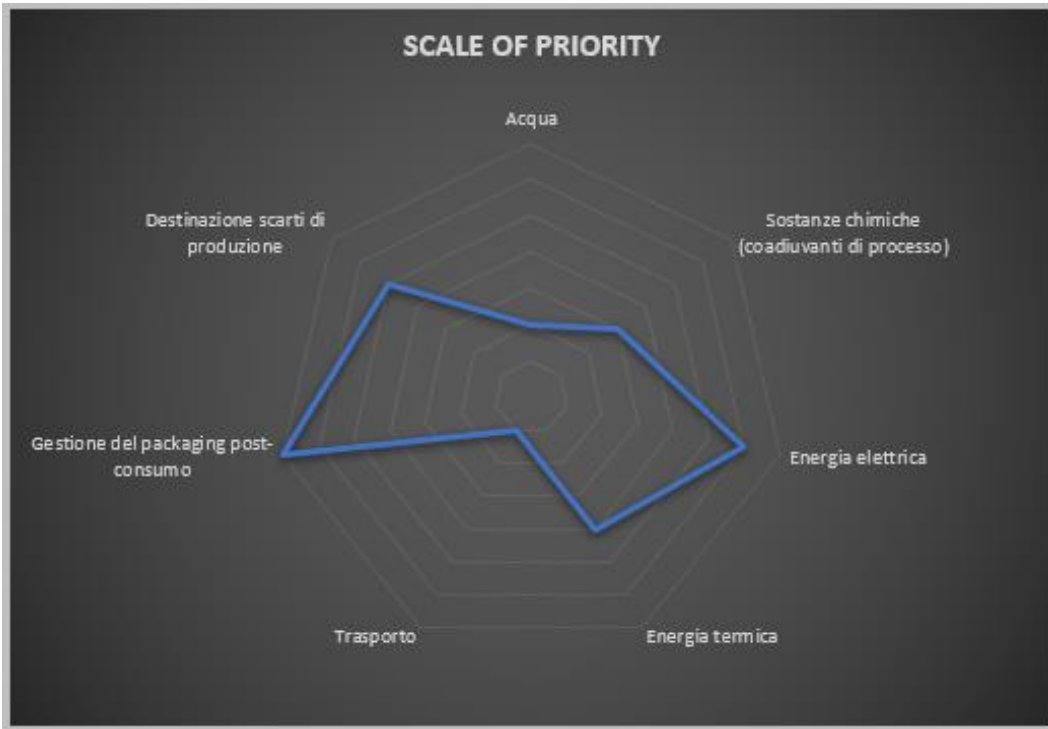 SCALE OF PRIORITY
Acqua
Sostanze chimiche
(coadiuvanti di processo)
Energia elettrica
Energia termica
Trasporto
Gestione del packaging post-
consumo
Destinazione scarti di
produzione